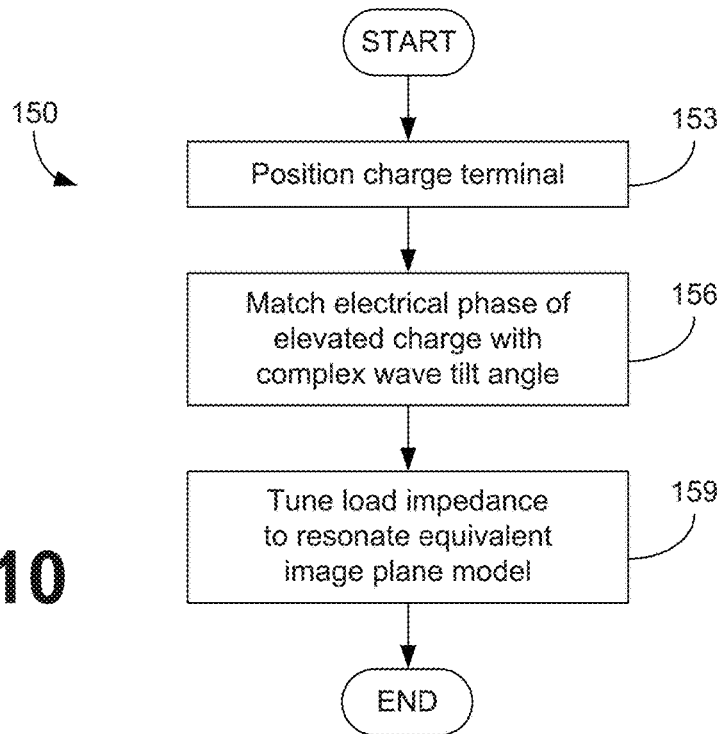 START
150
153
Position charge terminal
156
Match electrical phase of
elevated charge with
complex wave tilt angle
159
Tune load impedance
to resonate equivalent
image plane model
10
END